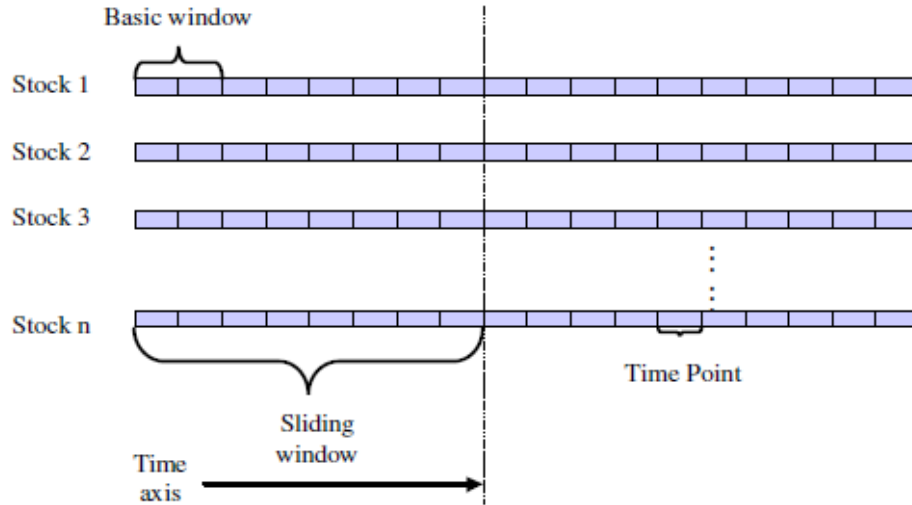 Basic window
Stock 1
Stock 2
Stock 3
Stock n
Time Point
Sliding
window
Time
axis